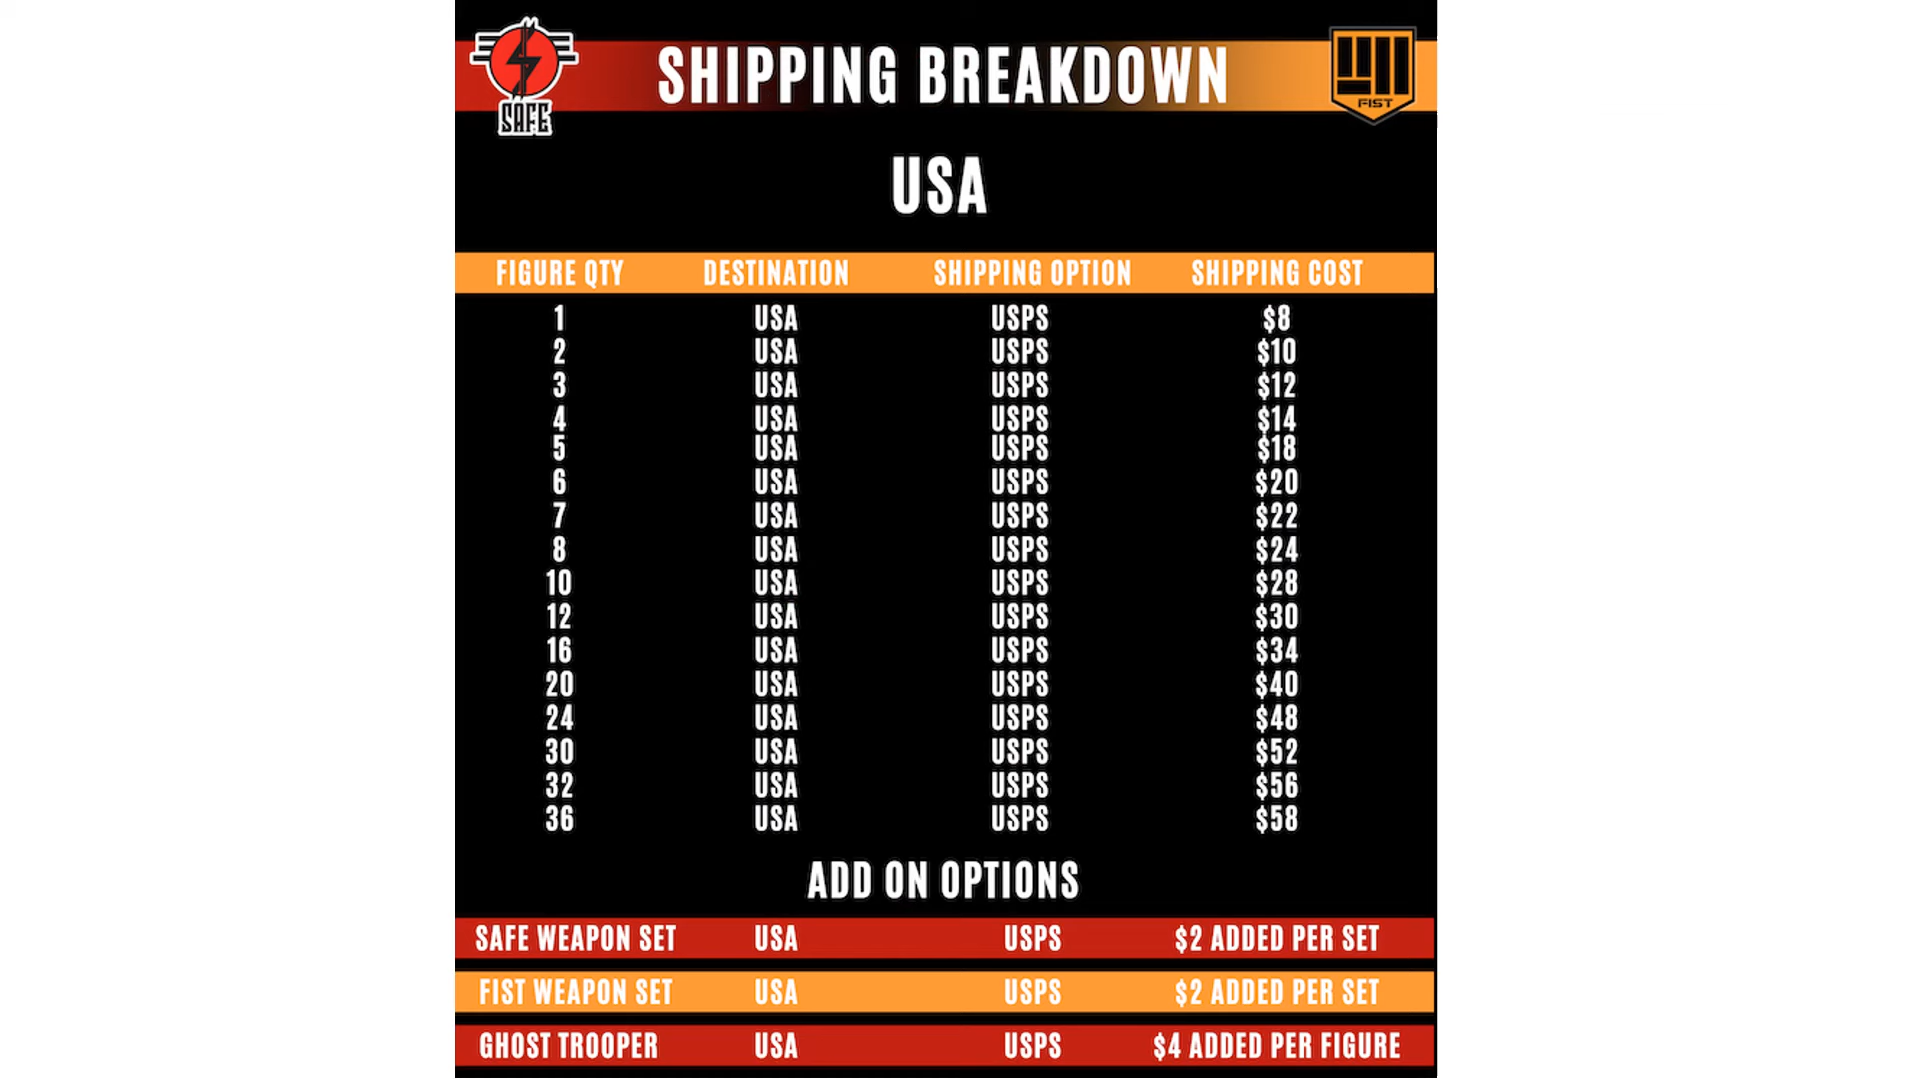 SAFE
SHIPPING BREAKDOWN
FIST
USA
FIGURE QTY DESTINATION SHIPPING OPTION SHIPPING COST
1 USA USPS $8
2 USA USPS $10
3 USA USPS $12
4 USA USPS $14
5 USA USPS $18
6 USA USPS $20
7 USA USPS $22
8 USA USPS $24
10 USA USPS $28
12 USA USPS $30
16 USA USPS $34
20 USA USPS $40
24 USA USPS $48
30 USA USPS $52
32 USA USPS $56
36 USA USPS $58
ADD ON OPTIONS
SAFE WEAPON SET USA USPS $2 ADDED PER SET
FIST WEAPON SET USA USPS $2 ADDED PER SET
GHOST TROOPER USA USPS $4 ADDED PER FIGURE